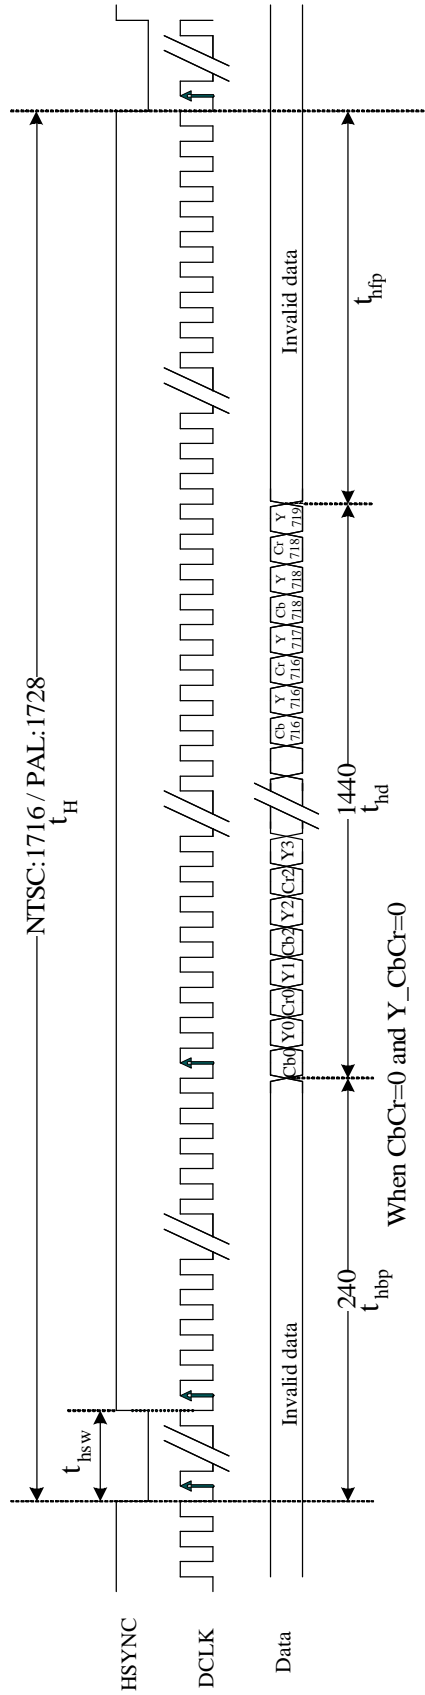 NTSC:1716 / PAL:1728
t_H
t_hsw
HSYNC
DCLK
Data
Invalid data
Cb0 Y0 Cr0 Y1 Cb2 Y2 Cr2 Y3
Cb 716 Y 716 Cr 716 Y 717 Cb 718 Y 718 Cr 718 Y 719
Invalid data
240
t_hbp
1440
t_hd
t_hfp
When CbCr=0 and Y_CbCr=0